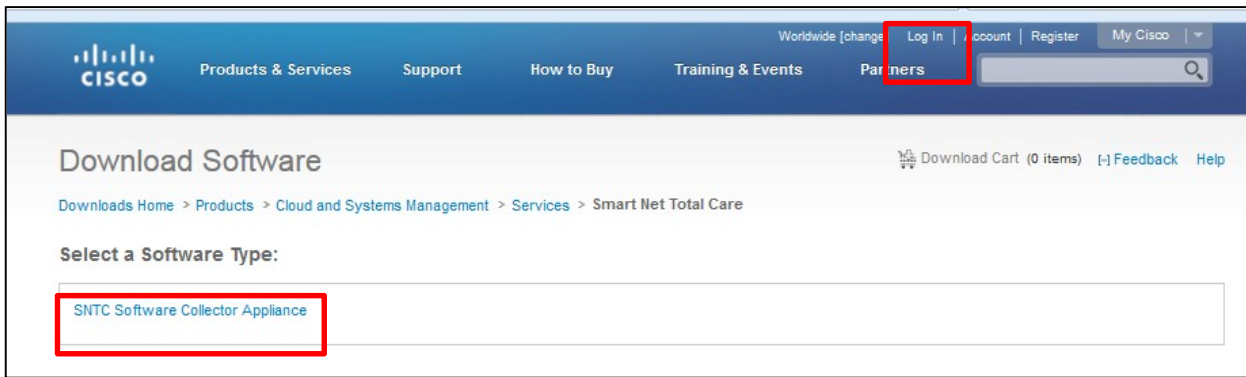 Worldwide [change Log In | Account | Register My Cisco
CISCO Products & Services Support How to Buy Training & Events Partners
Download Software
Download Cart (0 items) [-] Feedback Help
Downloads Home > Products > Cloud and Systems Management > Services > Smart Net Total Care
Select a Software Type:
SNTC Software Collector Appliance